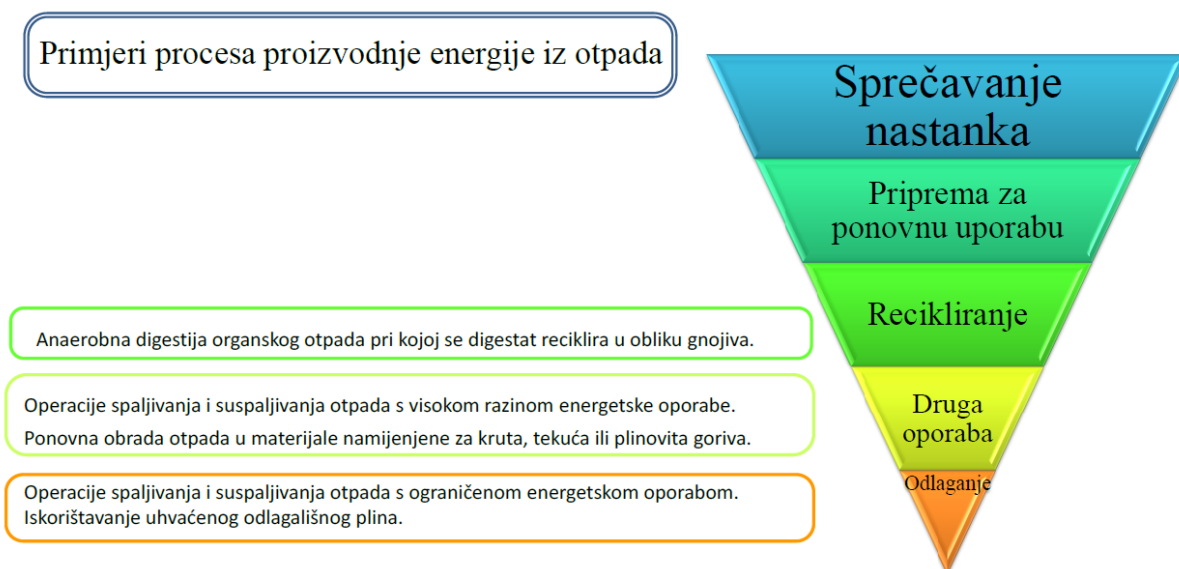 Primjeri procesa proizvodnje energije iz otpada
Sprečavanje
nastanka
Priprema za
ponovnu uporabu
Recikliranje
Anaerobna digestija organskog otpada pri kojoj se digestat reciklira u obliku gnojiva.
Druga
oporaba
Operacije spaljivanja i suspaljivanja otpada s visokom razinom energetske oporabe.
Ponovna obrada otpada u materijale namijenjene za kruta, tekuća ili plinovita goriva.
Odlaganje
Operacije spaljivanja i suspaljivanja otpada s ograničenom energetskom oporabom.
Iskorištavanje uhvaćenog odlagališnog plina.